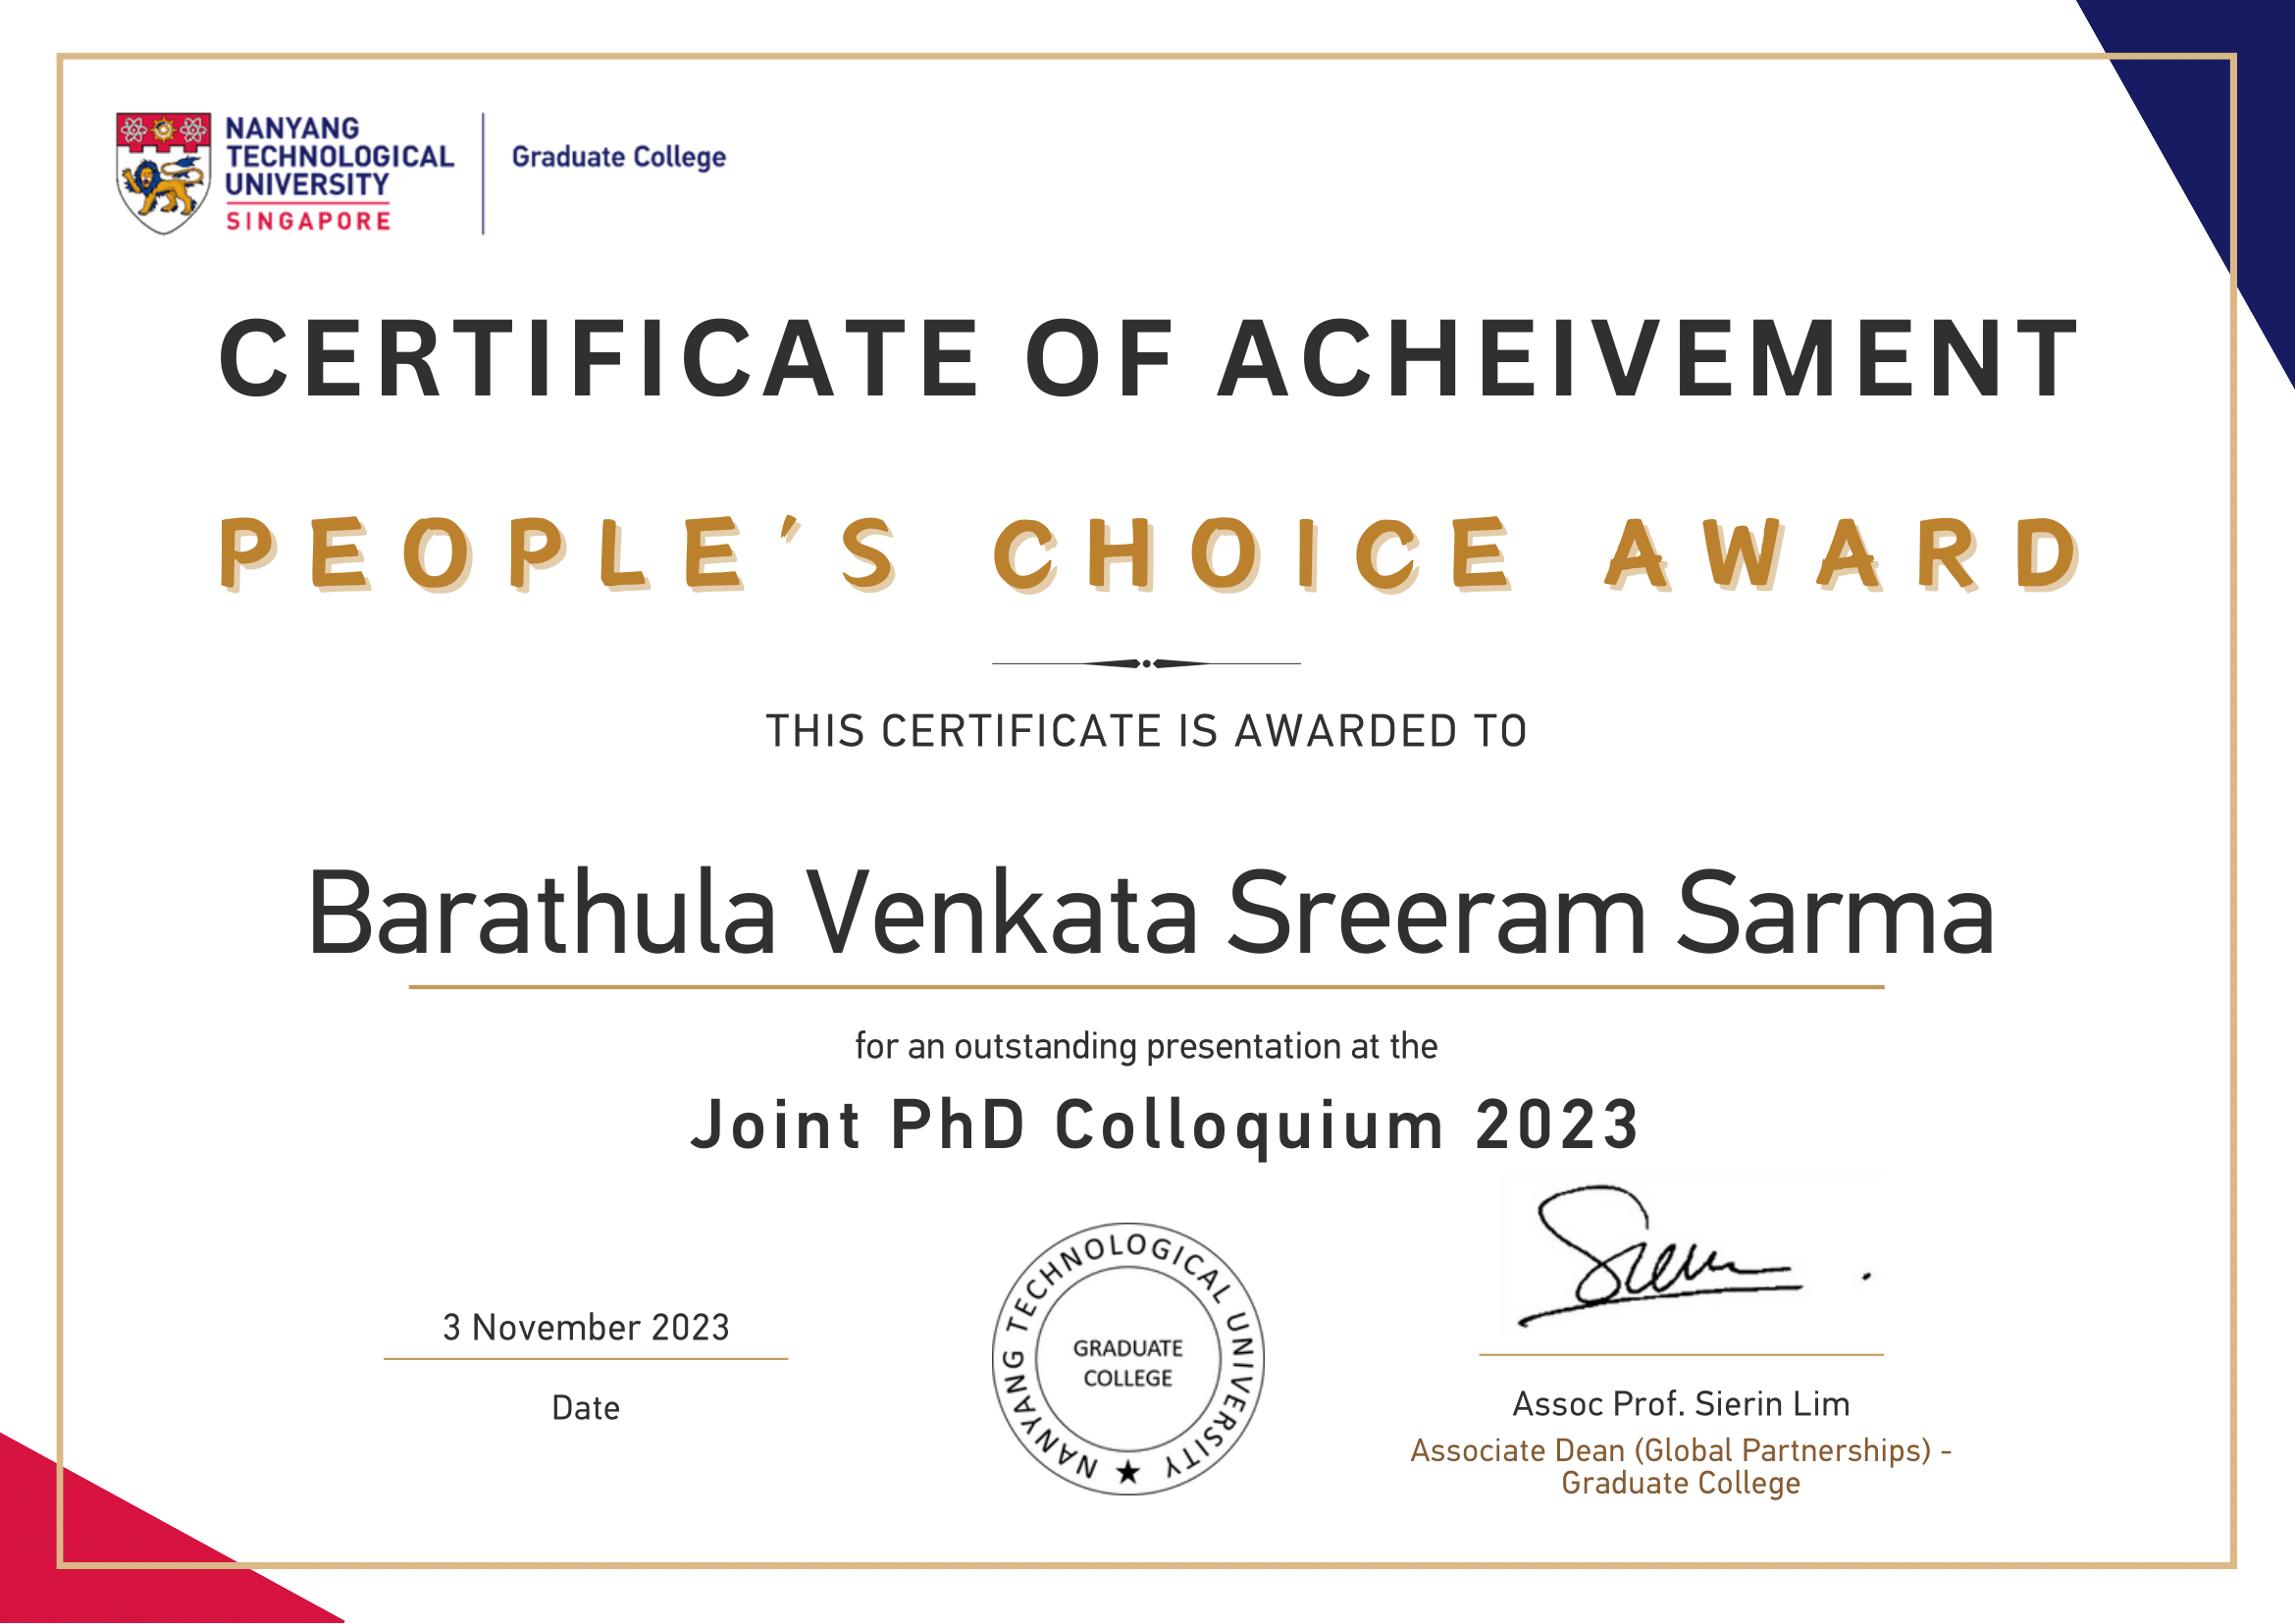 NANYANG
TECHNOLOGICAL
UNIVERSITY
SINGAPORE
Graduate College
CERTIFICATE OF ACHEIVEMENT
PEOPLE'S CHOICE AWARD
THIS CERTIFICATE IS AWARDED TO
Barathula Venkata Sreeram Sarma
for an outstanding presentation at the
Joint PhD Colloquium 2023
3 November 2023
Date
NANYANG TECHNOLOGICAL UNIVERSITY
GRADUATE
COLLEGE
Assoc Prof. Sierin Lim
Associate Dean (Global Partnerships) -
Graduate College